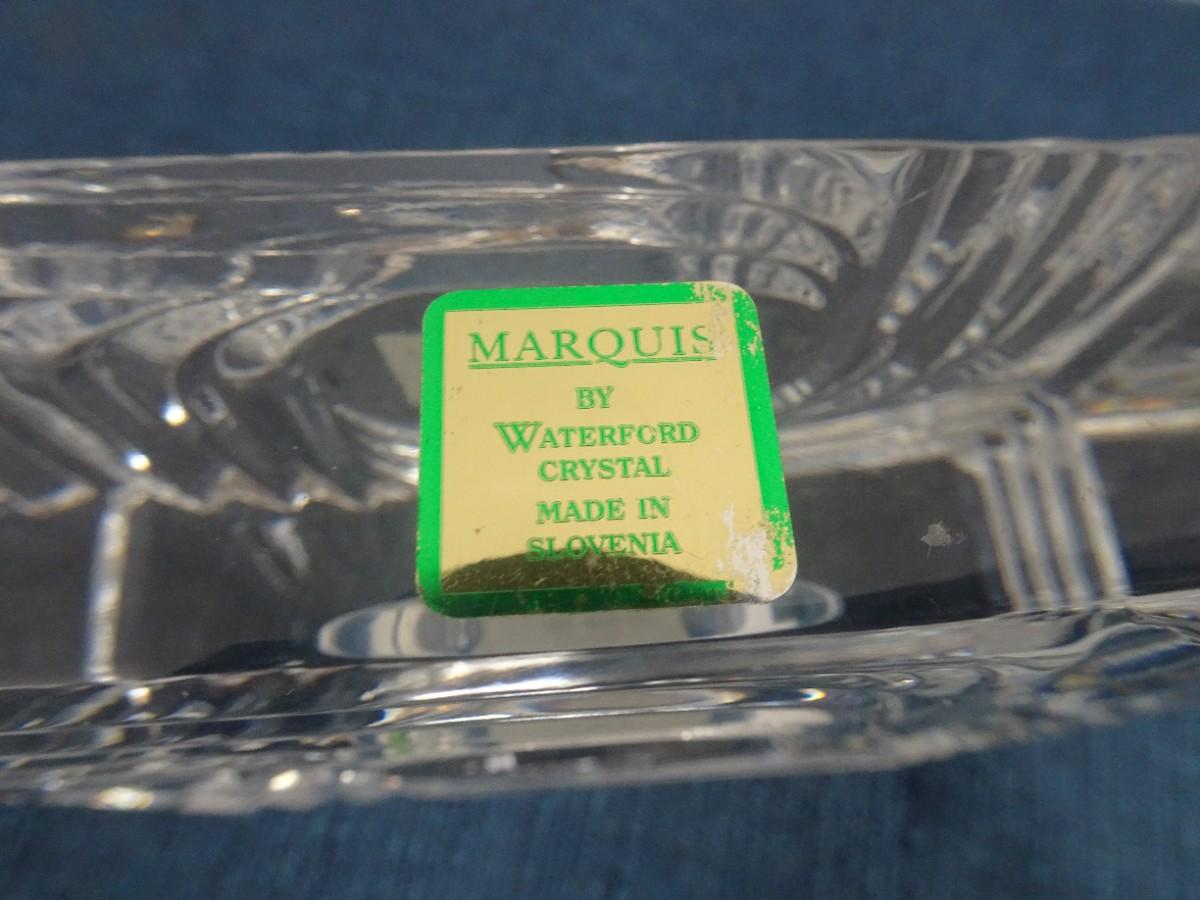 MARQUIS
BY
WATERFORD
CRYSTAL
MADE IN
SLOVENIA